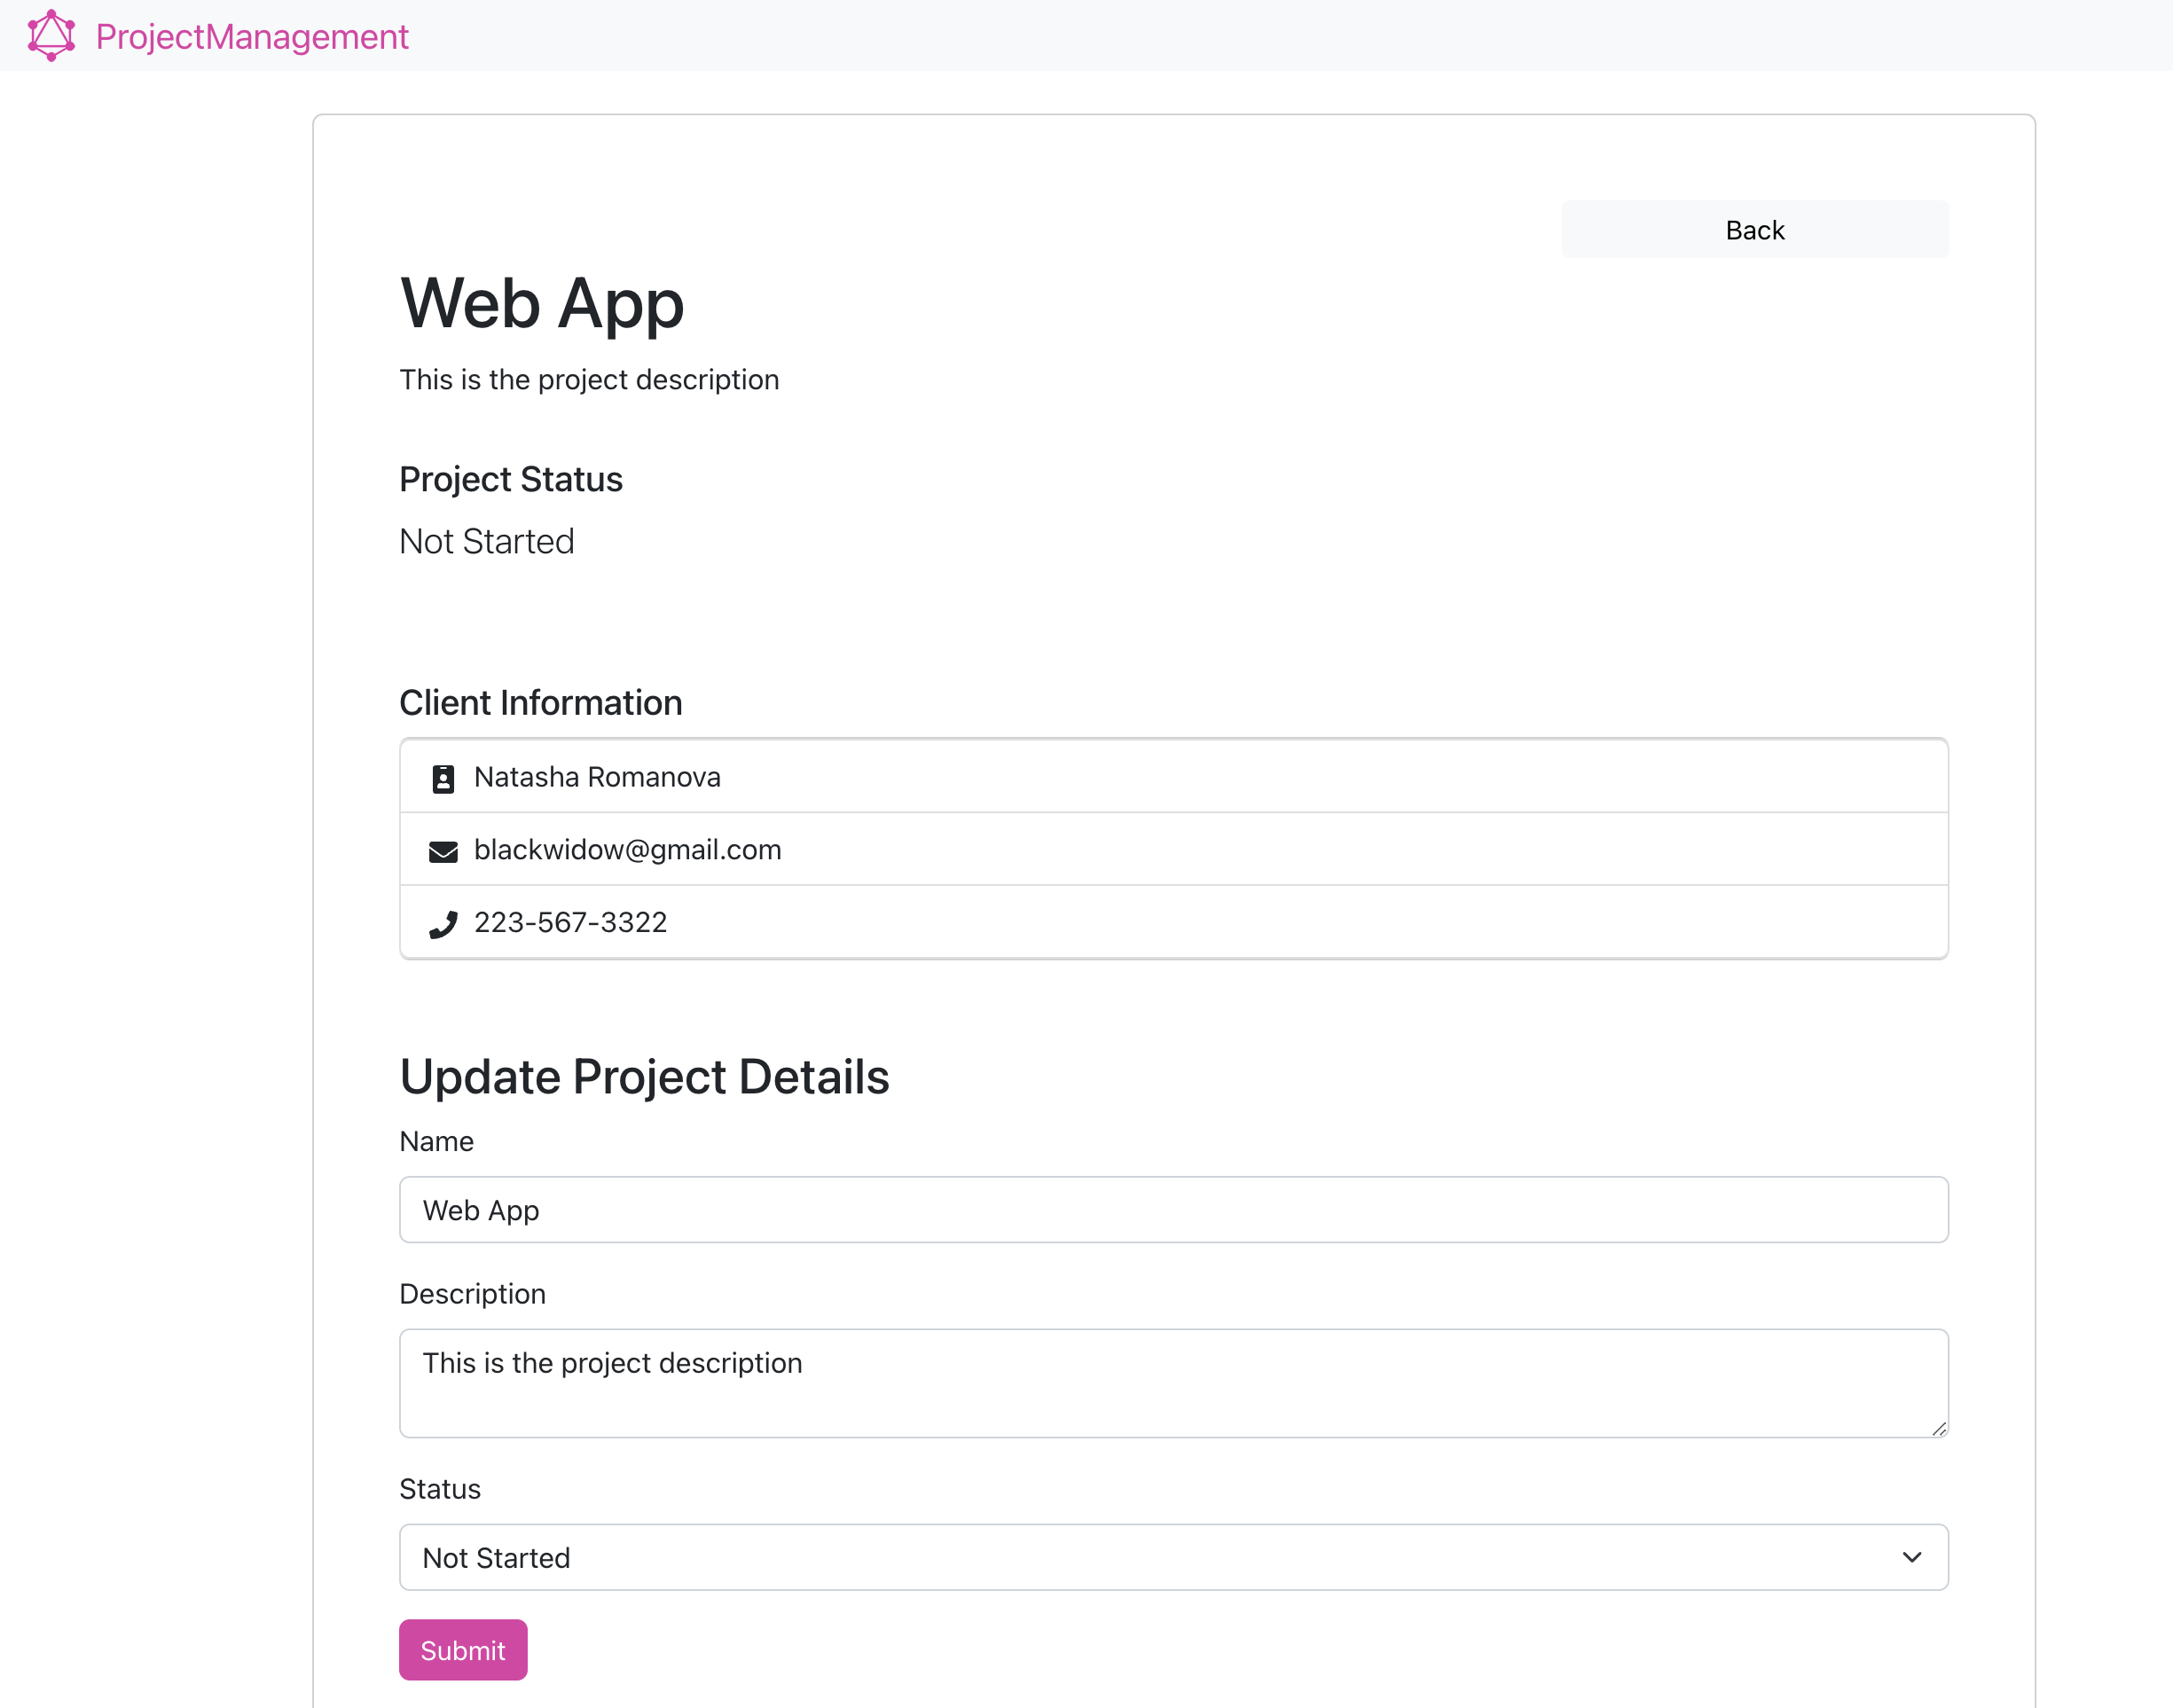 ProjectManagement
Back
Web App
This is the project description
Project Status
Not Started
Client Information
Natasha Romanova
blackwidow@gmail.com
223-567-3322
Update Project Details
Name
Web App
Description
This is the project description
Status
Not Started
Submit